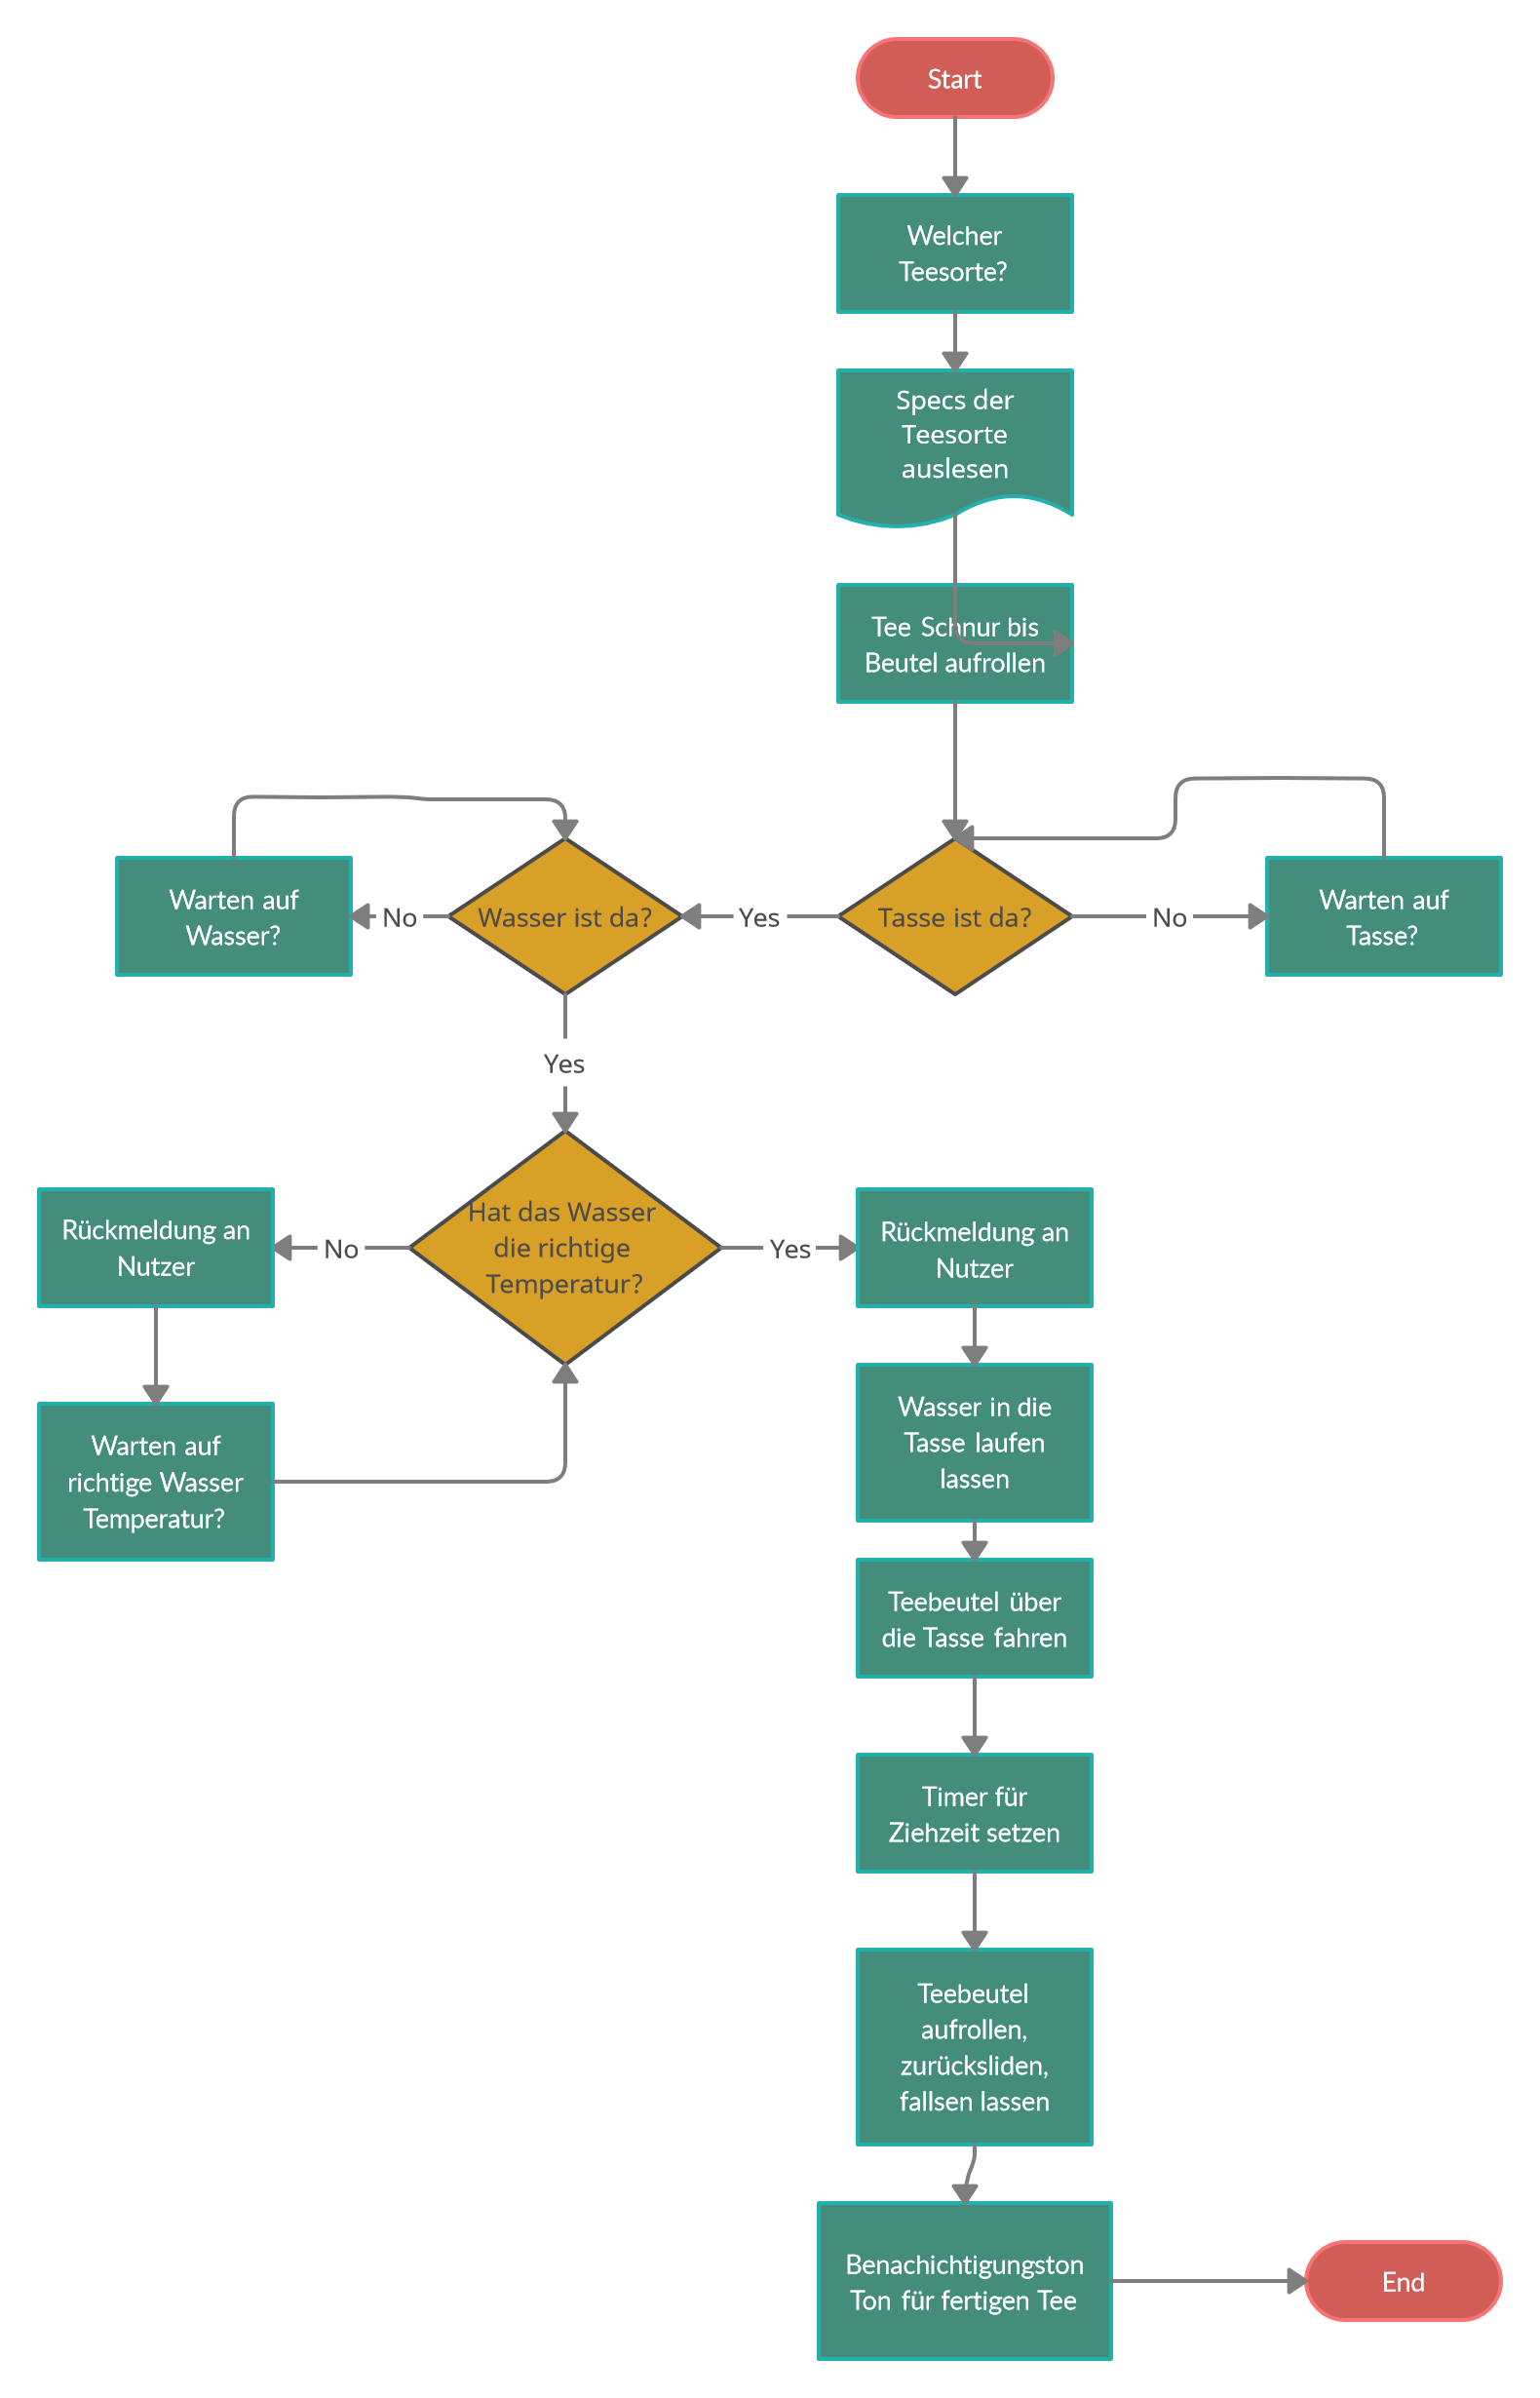 Start
Welcher
Teesorte?
Specs der
Teesorte
auslesen
Tee Schnur bis
Beutel aufrollen
Warten auf
Wasser?
No
Wasser ist da?
Yes
Tasse ist da?
No
Warten auf
Tasse?
Yes
Rückmeldung an
Nutzer
No
Hat das Wasser
die richtige
Temperatur?
Yes
Rückmeldung an
Nutzer
Warten auf
richtige Wasser
Temperatur?
Wasser in die
Tasse laufen
lassen
Teebeutel über
die Tasse fahren
Timer für
Ziehzeit setzen
Teebeutel
aufrollen,
zurücksliden,
fallsen lassen
Benachichtigungston
Ton für fertigen Tee
End